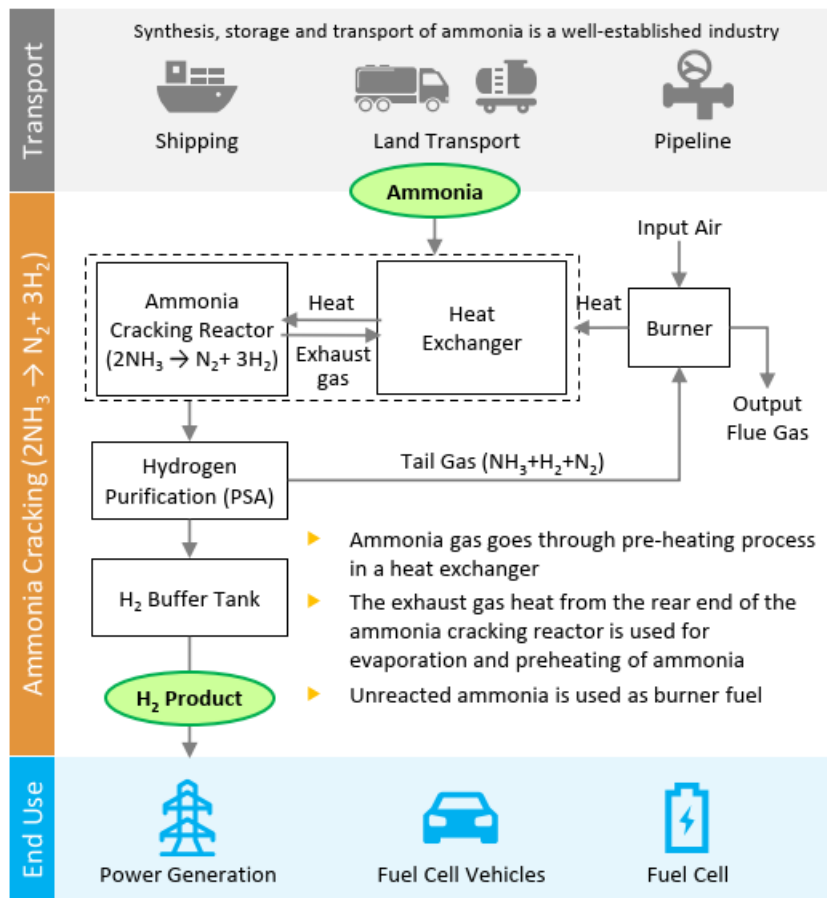 Transport
Synthesis, storage and transport of ammonia is a well-established industry
Shipping
Land Transport
Pipeline
Ammonia
Ammonia Cracking (2NH₃ → N₂+ 3H₂)
Input Air
Ammonia
Cracking Reactor
(2NH₃ → N₂+ 3H₂)
Heat
Exhaust
gas
Heat
Exchanger
Heat
Burner
Output
Flue Gas
Hydrogen
Purification (PSA)
Tail Gas (NH₃+H₂+N₂)
H₂ Buffer Tank
H₂ Product
Ammonia gas goes through pre-heating process
in a heat exchanger
The exhaust gas heat from the rear end of the
ammonia cracking reactor is used for
evaporation and preheating of ammonia
Unreacted ammonia is used as burner fuel
End Use
Power Generation
Fuel Cell Vehicles
Fuel Cell